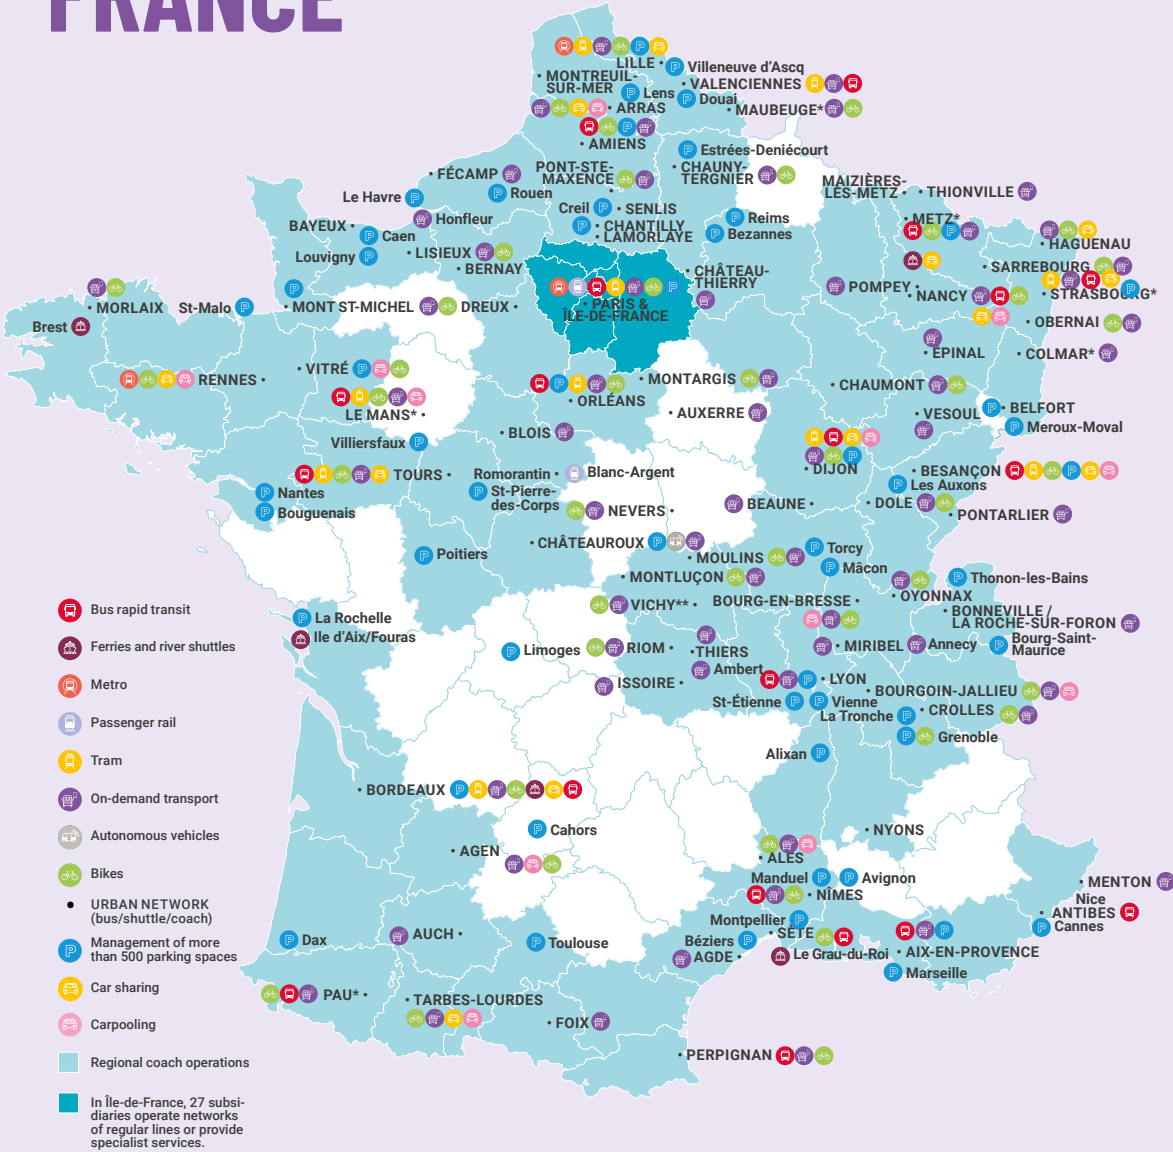 FRANCE
LILLE •
Villeneuve d'Ascq
• MONTREUIL-
SUR-MER
• VALENCIENNES
Lens
Douai
• ARRAS
• MAUBEUGE*
• AMIENS
Estrées-Deniécourt
• FÉCAMP
PONT-STE-
MAXENCE
•
• CHAUNY-
TERGNIER
MAIZIÈRES-
LÈS-METZ •
• THIONVILLE
Le Havre
Rouen
Creil
• SENLIS
Honfleur
• CHANTILLY
• LAMORLAYE
Reims
Bezannes
• METZ*
BAYEUX •
Caen
• HAGUENAU
Louvigny
• LISIEUX
• BERNAY
• CHÂTEAU-
THIERRY
• SARREBOURG
• STRASBOURG*
POMPEY •
• NANCY
• MORLAIX
St-Malo
• MONT ST-MICHEL
DREUX •
• PARIS &
ÎLE-DE-FRANCE
Brest
• OBERNAI
• ÉPINAL
• COLMAR*
• VITRÉ
RENNES •
• MONTARGIS
• CHAUMONT
LE MANS* •
• ORLÉANS
• AUXERRE
• VESOUL
• BELFORT
Meroux-Moval
Villiersfaux
• BLOIS
• DIJON
TOURS •
Romorantin •
Blanc-Argent
• BESANÇON
Les Auxons
Nantes
St-Pierre-
des-Corps
NEVERS •
BEAUNE •
• DOLE
Bouguenais
• PONTARLIER
Poitiers
• CHÂTEAUROUX
• MOULINS
Torcy
Mâcon
• MONTLUÇON
Thonon-les-Bains
• OYONNAX
VICHY** •
BOURG-EN-BRESSE •
• BONNEVILLE /
LA ROCHE-SUR-FORON
La Rochelle
Ile d'Aix/Fouras
Limoges
RIOM •
• THIERS
• MIRIBEL
Annecy
Bourg-Saint-
Maurice
Ambert
ISSOIRE •
• LYON
St-Étienne
Vienne
• BOURGOIN-JALLIEU
La Tronche
• CROLLES
Grenoble
Alixan
• BORDEAUX
Cahors
• NYONS
• AGEN
• ALÈS
Manduel
Avignon
• NÎMES
• MENTON
Nice
• ANTIBES
Cannes
Montpellier
• SÈTE
Béziers
AGDE •
Le Grau-du-Roi
• AIX-EN-PROVENCE
Marseille
Dax
AUCH •
Toulouse
PAU* •
• TARBES-LOURDES
• FOIX
• PERPIGNAN
Bus rapid transit
Ferries and river shuttles
Metro
Passenger rail
Tram
On-demand transport
Autonomous vehicles
Bikes
• URBAN NETWORK
(bus/shuttle/coach)
Management of more
than 500 parking spaces
Car sharing
Carpooling
Regional coach operations
In Île-de-France, 27 subsi-
diaries operate networks
of regular lines or provide
specialist services.